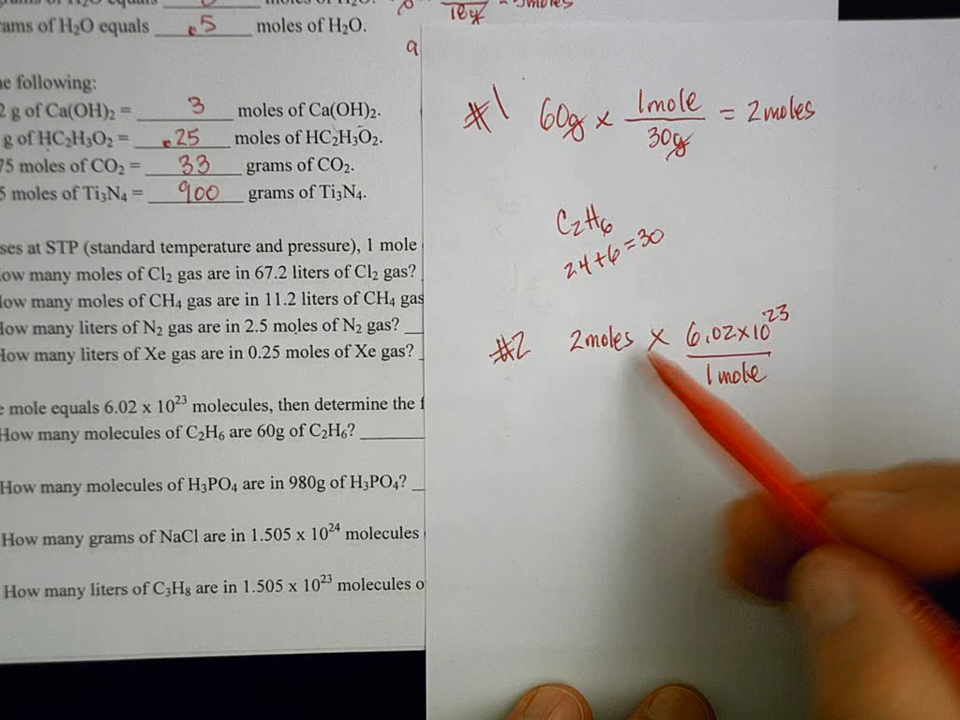 moles
ams of H₂O equals .5 moles of H₂O.
18g
9
he following:
2 g of Ca(OH)₂ = 3 moles of Ca(OH)₂.
g of HC₂H₃O₂ = .25 moles of HC₂H₃O₂.
75 moles of CO₂ = 33 grams of CO₂.
5 moles of Ti₃N₄ = 900 grams of Ti₃N₄.
ses at STP (standard temperature and pressure), 1 mole
ow many moles of Cl₂ gas are in 67.2 liters of Cl₂ gas?
How many moles of CH₄ gas are in 11.2 liters of CH₄ gas
How many liters of N₂ gas are in 2.5 moles of N₂ gas?
How many liters of Xe gas are in 0.25 moles of Xe gas?
e mole equals 6.02 x 10²³ molecules, then determine the f
How many molecules of C₂H₆ are 60g of C₂H₆?
How many molecules of H₃PO₄ are in 980g of H₃PO₄?
How many grams of NaCl are in 1.505 x 10²⁴ molecules
How many liters of C₃H₈ are in 1.505 x 10²³ molecules o
#1 60g x 1mole = 2moles
30g
C₂H₆
24+6=30
#2 2moles x 6.02x10²³
1mole